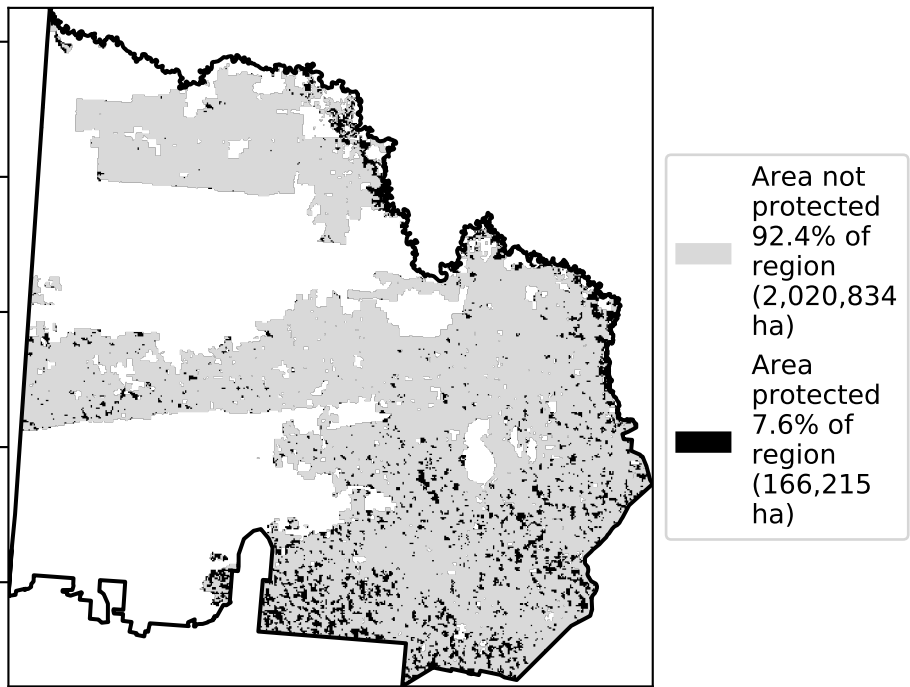 Area not
protected
92.4% of
region
(2,020,834
ha)
Area
protected
7.6% of
region
(166,215
ha)